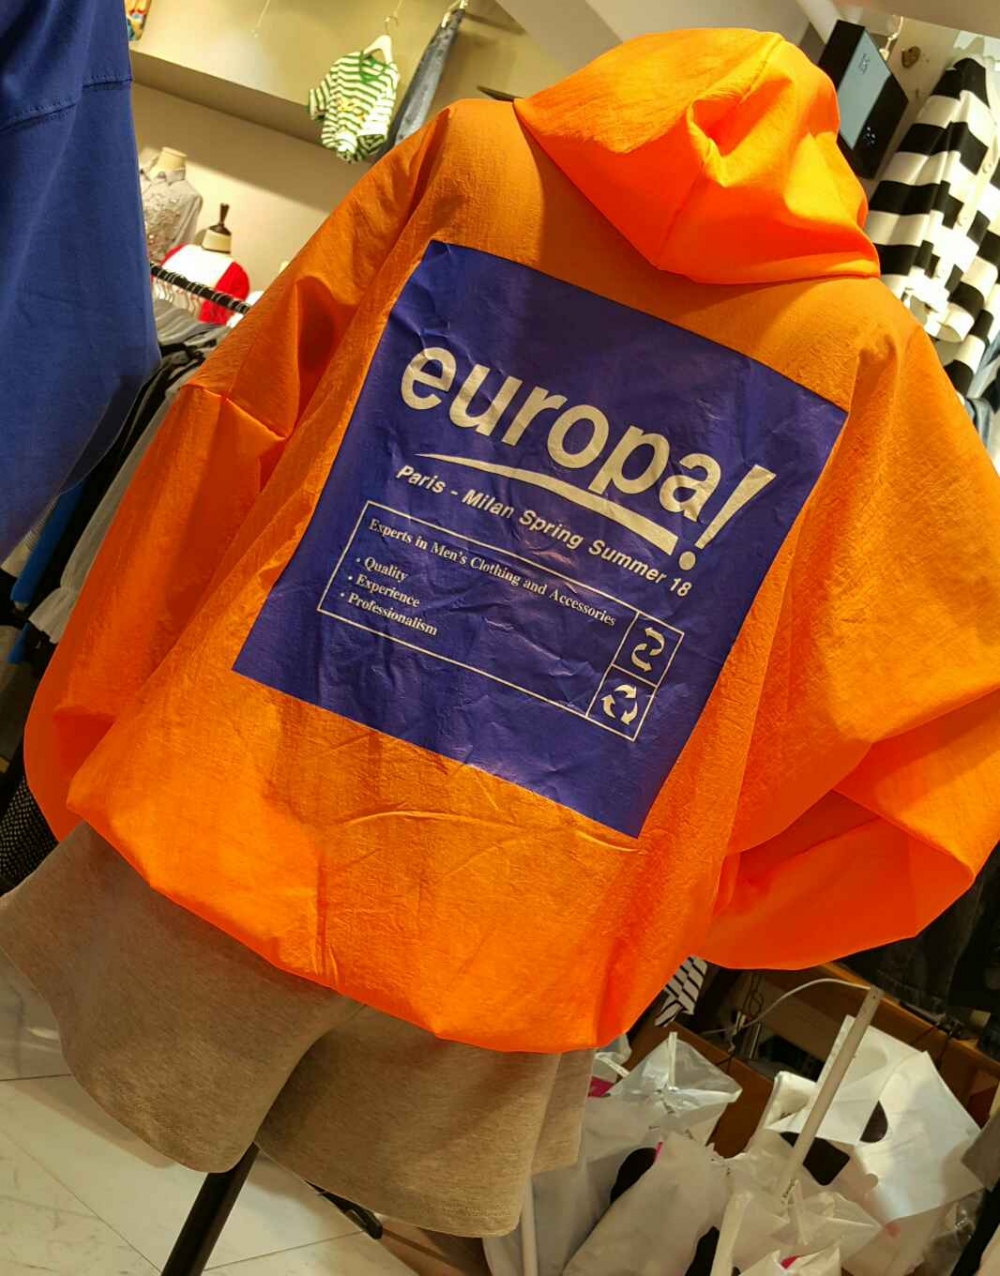 europa!
Paris - Milan Spring Summer 18
Experts in Men's Clothing and Accessories
• Quality
• Experience
• Professionalism